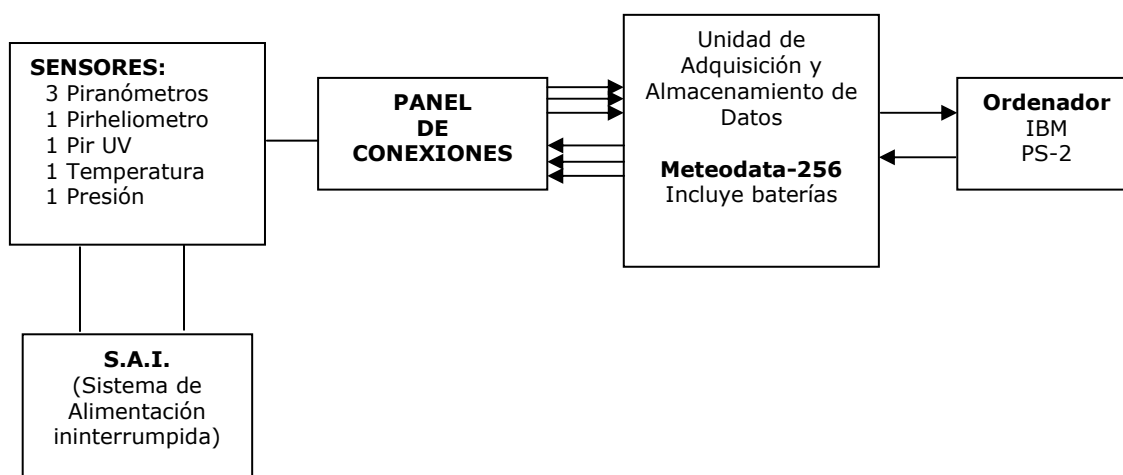 SENSORES:
3 Piranómetros
1 Pirheliometro
1 Pir UV
1 Temperatura
1 Presión
PANEL
DE
CONEXIONES
Unidad de
Adquisición y
Almacenamiento de
Datos
Meteodata-256
Incluye baterías
Ordenador
IBM
PS-2
S.A.I.
(Sistema de
Alimentación
ininterrumpida)